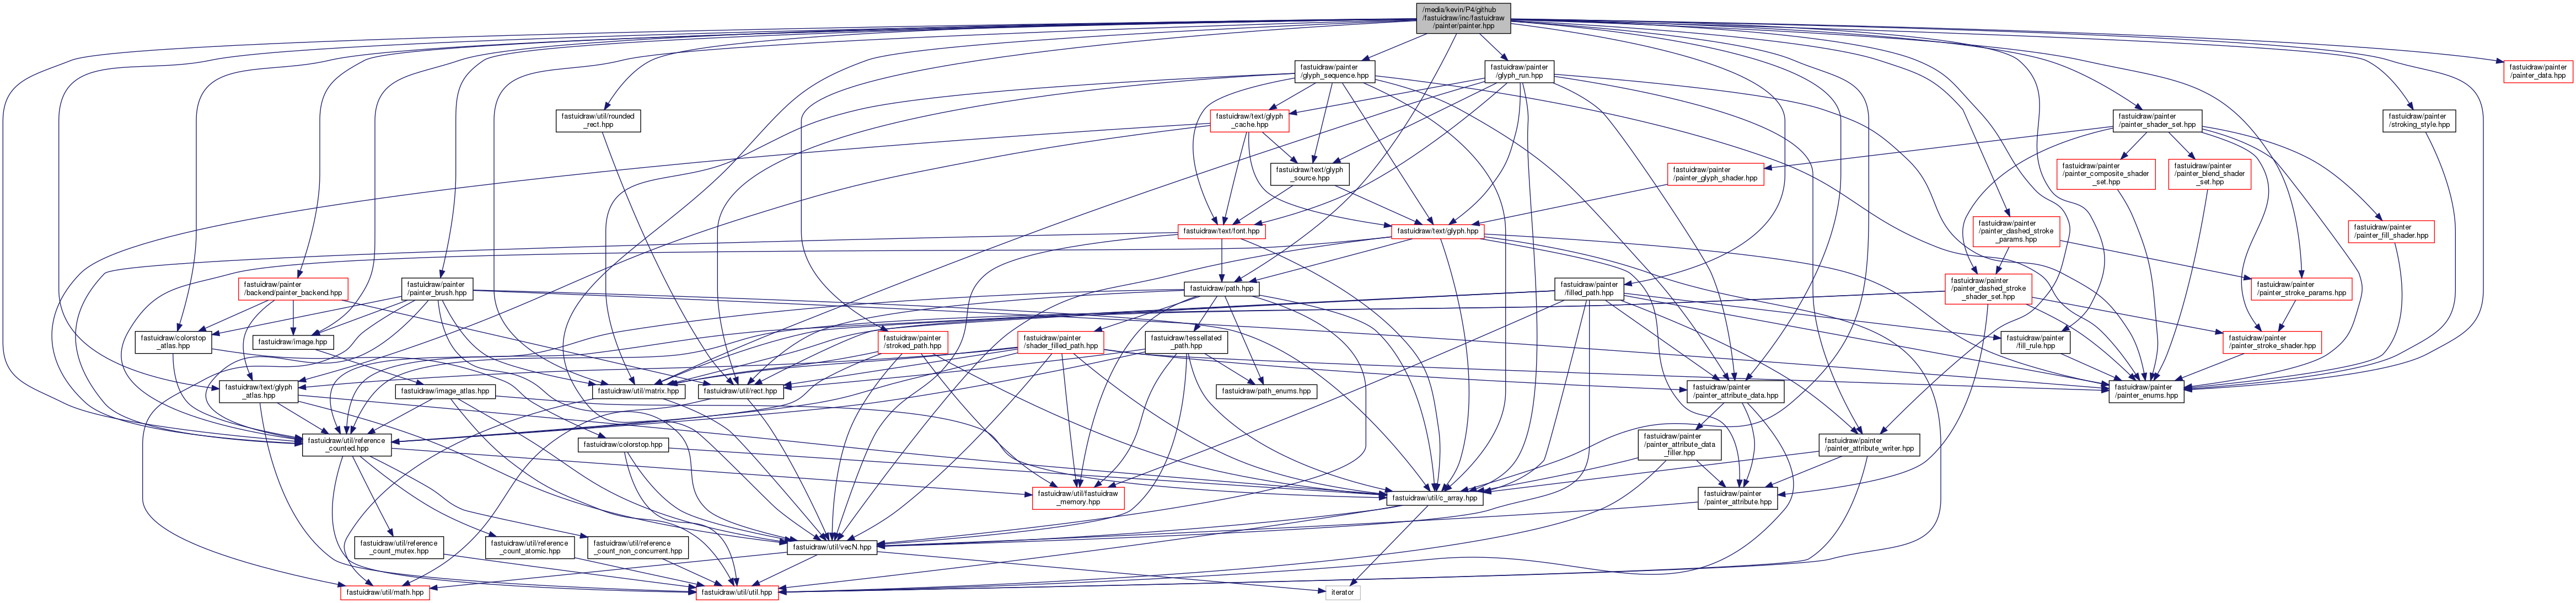 /media/kevin/P4/github
/fastuidraw/inc/fastuidraw
/painter/painter.hpp
fastuidraw/painter
/glyph_sequence.hpp
fastuidraw/painter
/glyph_run.hpp
fastuidraw/painter
/painter_data.hpp
fastuidraw/util/rounded
_rect.hpp
fastuidraw/text/glyph
_cache.hpp
fastuidraw/painter
/painter_shader_set.hpp
fastuidraw/painter
/stroking_style.hpp
fastuidraw/text/glyph
_source.hpp
fastuidraw/painter
/painter_glyph_shader.hpp
fastuidraw/painter
/painter_composite_shader
_set.hpp
fastuidraw/painter
/painter_blend_shader
_set.hpp
fastuidraw/text/font.hpp
fastuidraw/text/glyph.hpp
fastuidraw/painter
/painter_dashed_stroke
_params.hpp
fastuidraw/painter
/painter_fill_shader.hpp
fastuidraw/painter
/backend/painter_backend.hpp
fastuidraw/painter
/painter_brush.hpp
fastuidraw/path.hpp
fastuidraw/painter
/filled_path.hpp
fastuidraw/painter
/painter_dashed_stroke
_shader_set.hpp
fastuidraw/painter
/painter_stroke_params.hpp
fastuidraw/colorstop
_atlas.hpp
fastuidraw/image.hpp
fastuidraw/painter
/stroked_path.hpp
fastuidraw/painter
/shader_filled_path.hpp
fastuidraw/tessellated
_path.hpp
fastuidraw/painter
/fill_rule.hpp
fastuidraw/painter
/painter_stroke_shader.hpp
fastuidraw/text/glyph
_atlas.hpp
fastuidraw/image_atlas.hpp
fastuidraw/util/matrix.hpp
fastuidraw/util/rect.hpp
fastuidraw/path_enums.hpp
fastuidraw/painter
/painter_attribute_data.hpp
fastuidraw/painter
/painter_enums.hpp
fastuidraw/util/reference
_counted.hpp
fastuidraw/colorstop.hpp
fastuidraw/painter
/painter_attribute_data
_filler.hpp
fastuidraw/painter
/painter_attribute_writer.hpp
fastuidraw/util/fastuidraw
_memory.hpp
fastuidraw/util/c_array.hpp
fastuidraw/painter
/painter_attribute.hpp
fastuidraw/util/reference
_count_mutex.hpp
fastuidraw/util/reference
_count_atomic.hpp
fastuidraw/util/reference
_count_non_concurrent.hpp
fastuidraw/util/vecN.hpp
fastuidraw/util/math.hpp
fastuidraw/util/util.hpp
iterator